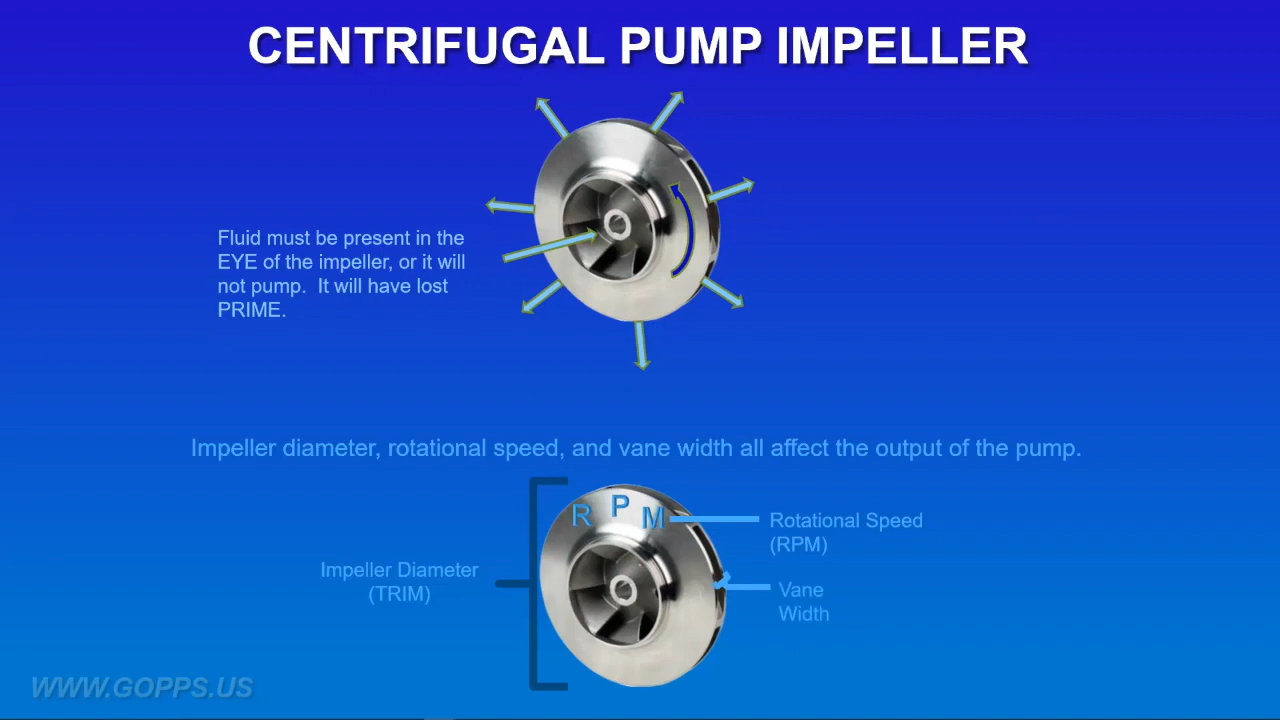 CENTRIFUGAL PUMP IMPELLER
Fluid must be present in the
EYE of the impeller, or it will
not pump.  It will have lost
PRIME.
Impeller diameter, rotational speed, and vane width all affect the output of the pump.
R P M
Rotational Speed
(RPM)
Impeller Diameter
(TRIM)
Vane
Width
WWW.GOPPS.US